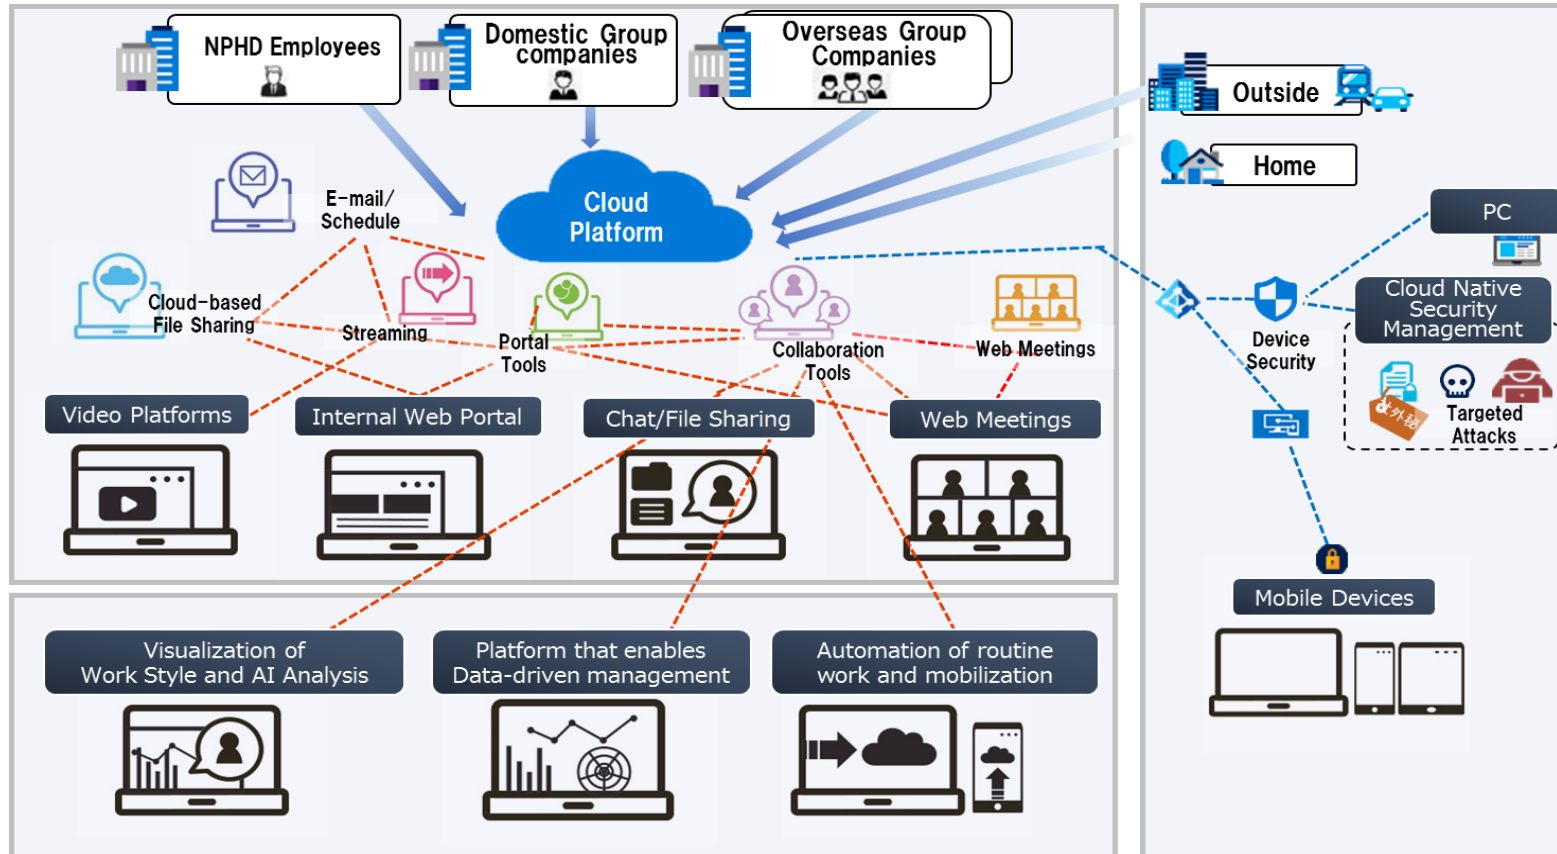 NPHD Employees
Domestic Group
companies
Overseas Group
Companies
Outside
Home
Cloud
Platform
E-mail/
Schedule
Cloud-based
File Sharing
Streaming
Portal
Tools
Collaboration
Tools
Web Meetings
PC
Cloud Native
Security
Management
Device
Security
社外秘
Targeted
Attacks
Video Platforms
Internal Web Portal
Chat/File Sharing
Web Meetings
Mobile Devices
Visualization of
Work Style and AI Analysis
Platform that enables
Data-driven management
Automation of routine
work and mobilization